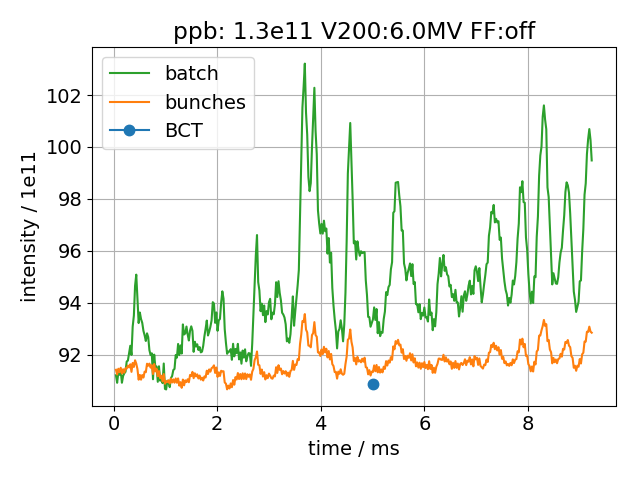 ppb: 1.3e11 V200:6.0MV FF:off
batch
bunches
BCT
intensity / 1e11
102
100
98
96
94
92
0 2 4 6 8
time / ms